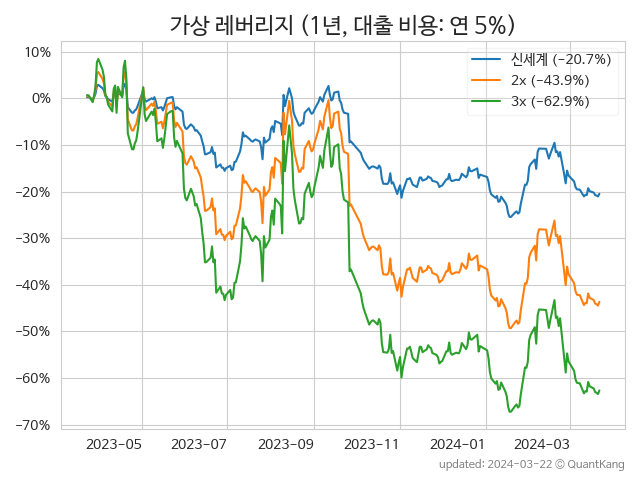 가상 레버리지 (1년, 대출 비용: 연 5%)
10%
0%
−10%
−20%
−30%
−40%
−50%
−60%
−70%
신세계 (−20.7%)
2x (−43.9%)
3x (−62.9%)
2023-05 2023-07 2023-09 2023-11 2024-01 2024-03
updated: 2024-03-22 © QuantKang